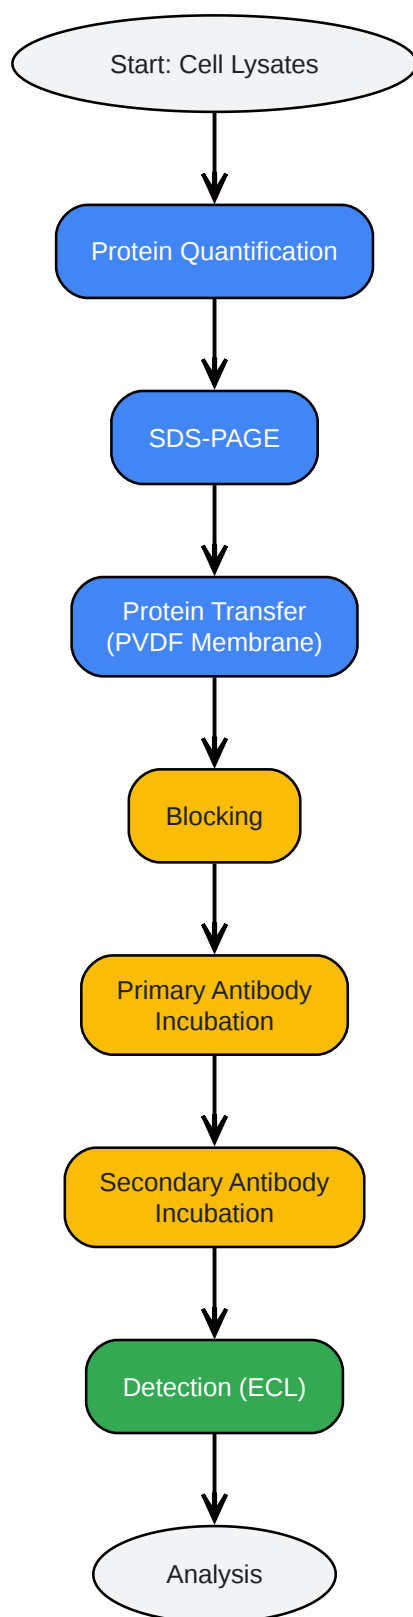 Start: Cell Lysates
Protein Quantification
SDS-PAGE
Protein Transfer
(PVDF Membrane)
Blocking
Primary Antibody
Incubation
Secondary Antibody
Incubation
Detection (ECL)
Analysis